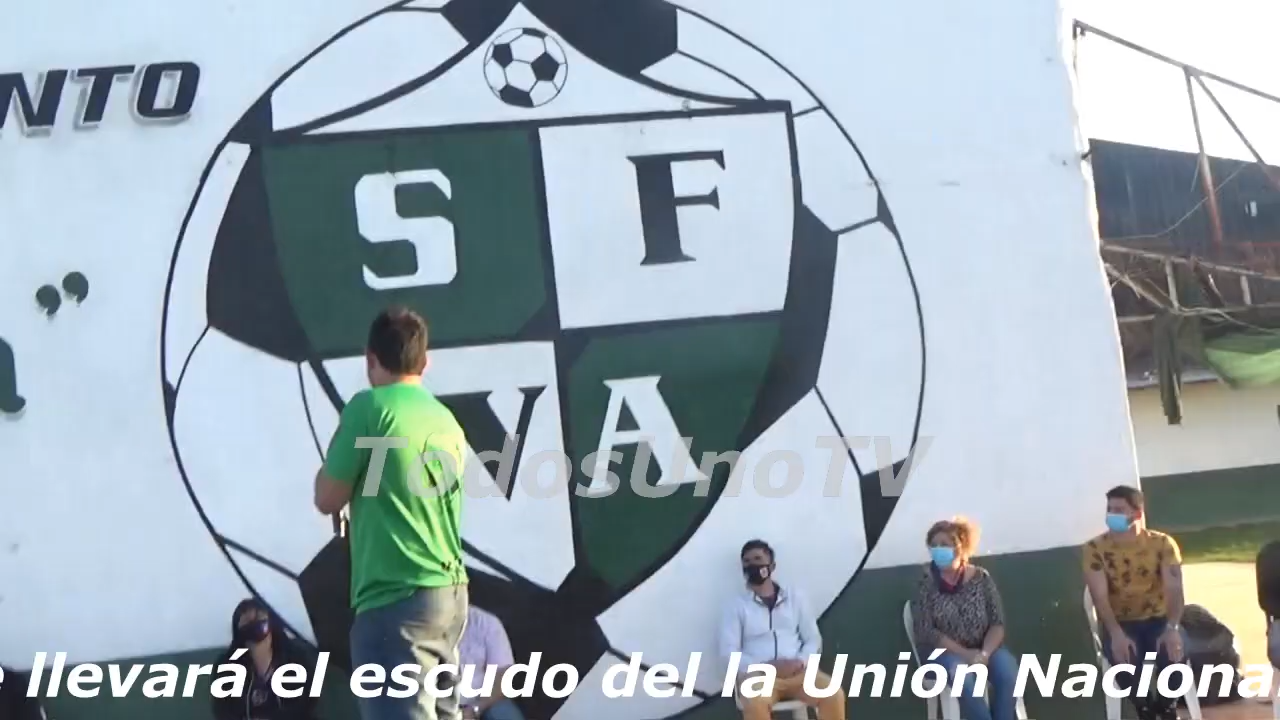 NTO
S F
”
V A
TodosUnoTV
llevará el escudo del la Unión Naciona